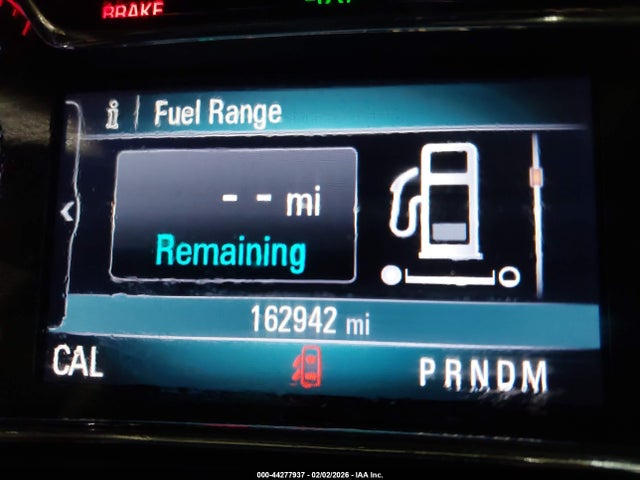 BRAKE
i | Fuel Range
- - mi
Remaining
162942 mi
CAL
PRNDM
000-44277937 - 02/02/2026 - IAA Inc.